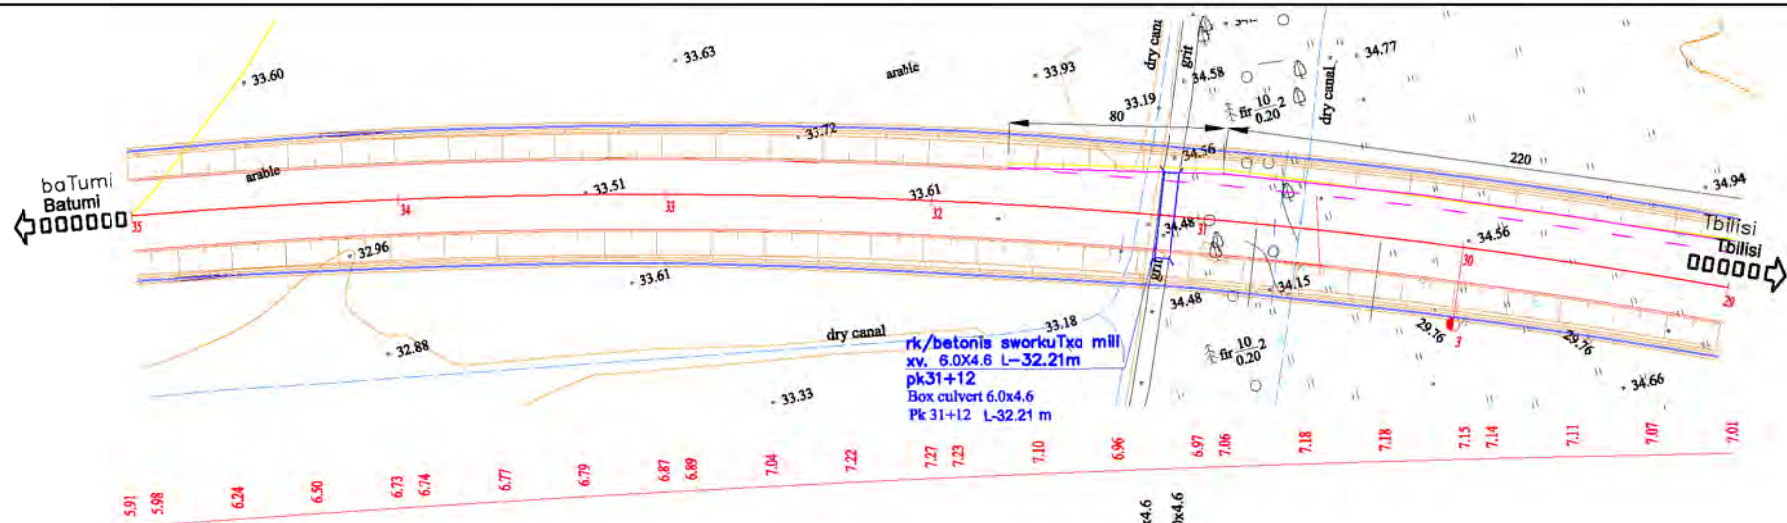 33.60
33.63
arable
33.93
dry cana
grit
34.58
34.77
33.19
fir 10/0.20 2
dry canal
80
33.72
34.56
220
34.94
baTumi
Batumi
arable
33.51
33.61
35
34
33
32
31
34.48
34.56
30
29
Tbilisi
Tbilisi
32.96
33.61
grit
34.48
34.15
29.76
29.76
3
32.88
dry canal
33.18
rk/betonis sworkuTxa mili
xv. 6.0X4.6 L-32.21m
pk31+12
Box culvert 6.0x4.6
Pk 31+12 L-32.21 m
fir 10/0.20 2
33.33
34.66
5.91 5.98 6.24 6.50 6.73 6.74 6.77 6.79 6.87 6.89 7.04 7.22 7.27 7.23 7.10 6.96 6.97 7.06 7.18 7.18 7.15 7.14 7.11 7.07 7.01
x4.6
0x4.6